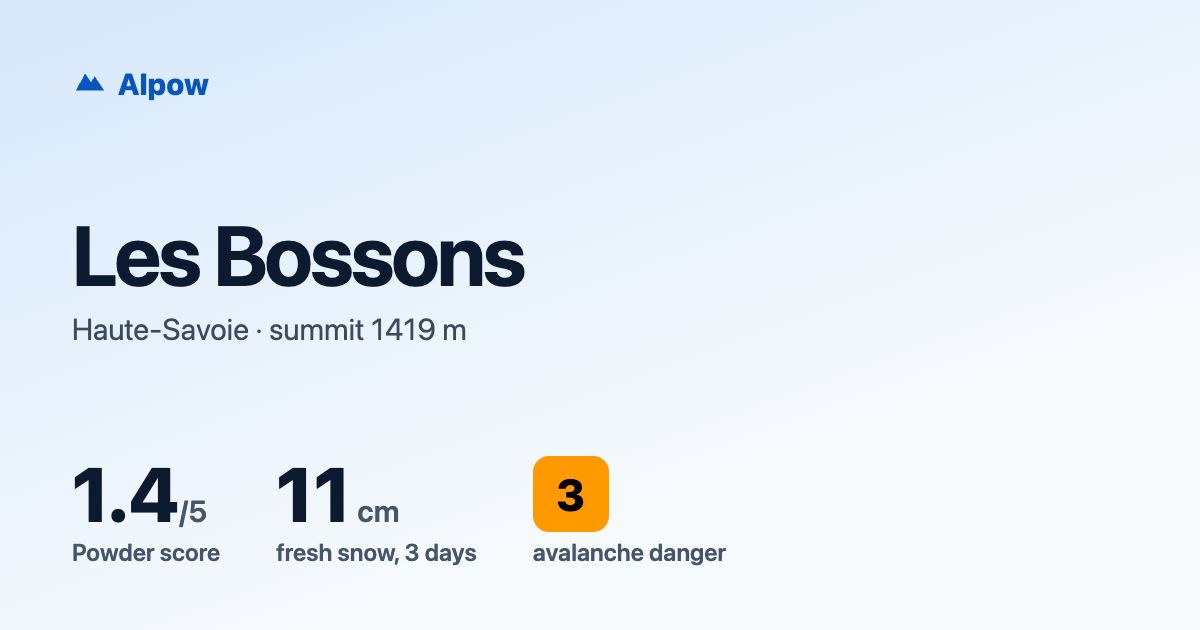 Alpow
Les Bossons
Haute-Savoie · summit 1419 m
1.4/5
Powder score
11 cm
fresh snow, 3 days
3
avalanche danger